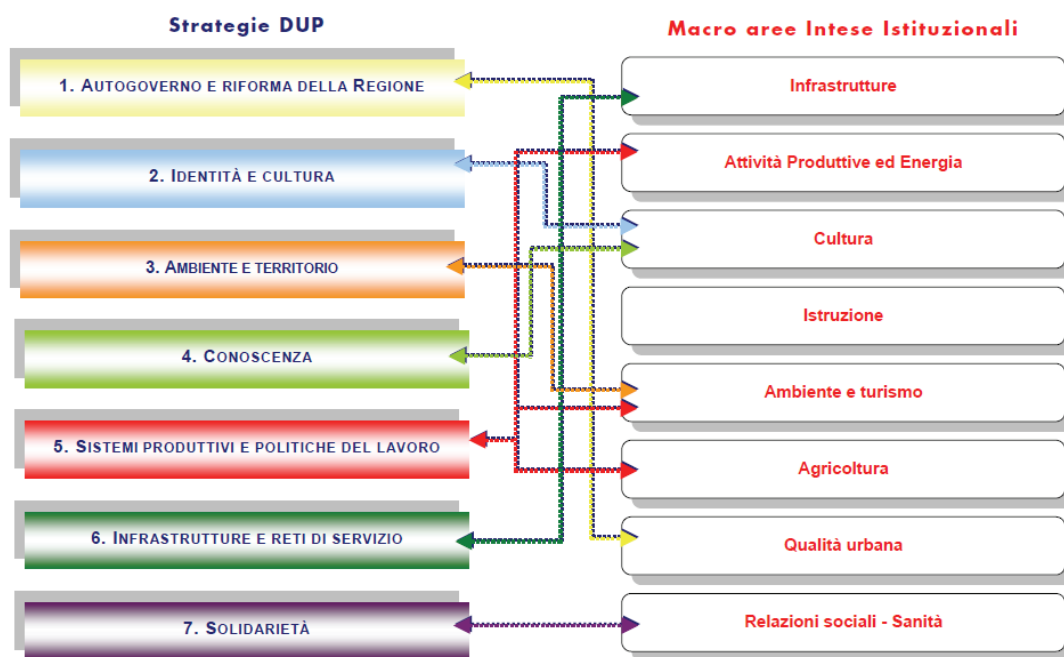 Strategie DUP
1. Autogoverno e riforma della Regione
2. Identità e cultura
3. Ambiente e territorio
4. Conoscenza
5. Sistemi produttivi e politiche del lavoro
6. Infrastrutture e reti di servizio
7. Solidarietà
Macro aree Intese Istituzionali
Infrastrutture
Attività Produttive ed Energia
Cultura
Istruzione
Ambiente e turismo
Agricoltura
Qualità urbana
Relazioni sociali - Sanità